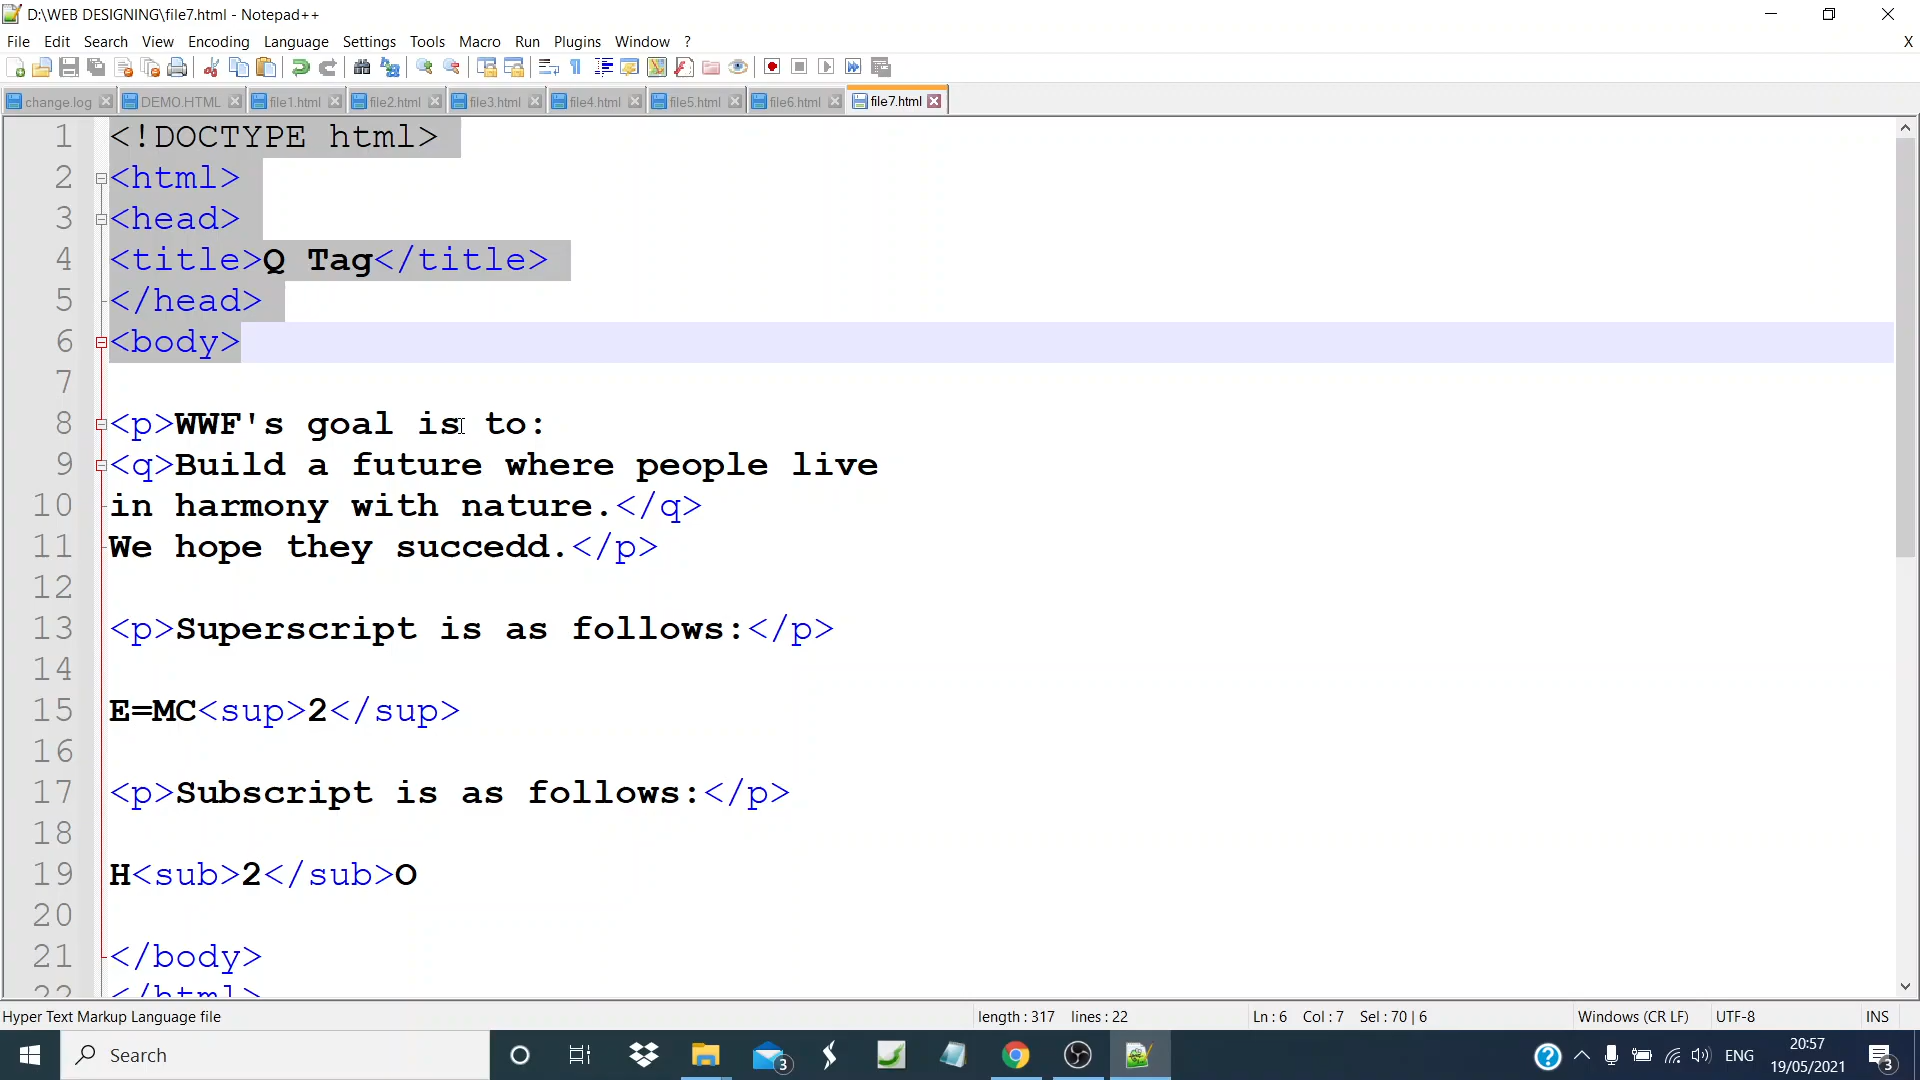 D:\WEB DESIGNING\file7.html - Notepad++
File Edit Search View Encoding Language Settings Tools Macro Run Plugins Window ? X
change.log DEMO.HTML file1.html file2.html file3.html file4.html file5.html file6.html file7.html
1 <!DOCTYPE html>
2 <html>
3 <head>
4 <title>Q Tag</title>
5 </head>
6 <body>
7
8 <p>WWF's goal is to:
9 <q>Build a future where people live
10 in harmony with nature.</q>
11 We hope they succedd.</p>
12
13 <p>Superscript is as follows:</p>
14
15 E=MC<sup>2</sup>
16
17 <p>Subscript is as follows:</p>
18
19 H<sub>2</sub>O
20
21 </body>
22 </html>
Hyper Text Markup Language file length : 317 lines : 22 Ln : 6 Col : 7 Sel : 70 | 6 Windows (CR LF) UTF-8 INS
Search 3 ENG 20:57 3
19/05/2021